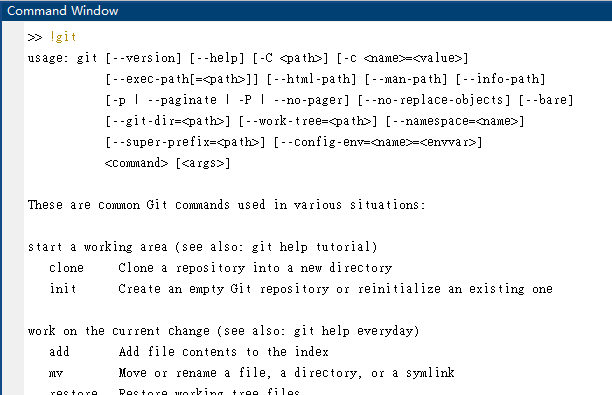 Command Window
>> !git
usage: git [--version] [--help] [-C <path>] [-c <name>=<value>]
           [--exec-path[=<path>]] [--html-path] [--man-path] [--info-path]
           [-p | --paginate | -P | --no-pager] [--no-replace-objects] [--bare]
           [--git-dir=<path>] [--work-tree=<path>] [--namespace=<name>]
           [--super-prefix=<path>] [--config-env=<name>=<envvar>]
           <command> [<args>]
These are common Git commands used in various situations:
start a working area (see also: git help tutorial)
   clone     Clone a repository into a new directory
   init      Create an empty Git repository or reinitialize an existing one
work on the current change (see also: git help everyday)
   add       Add file contents to the index
   mv        Move or rename a file, a directory, or a symlink
   restore   Restore working tree files